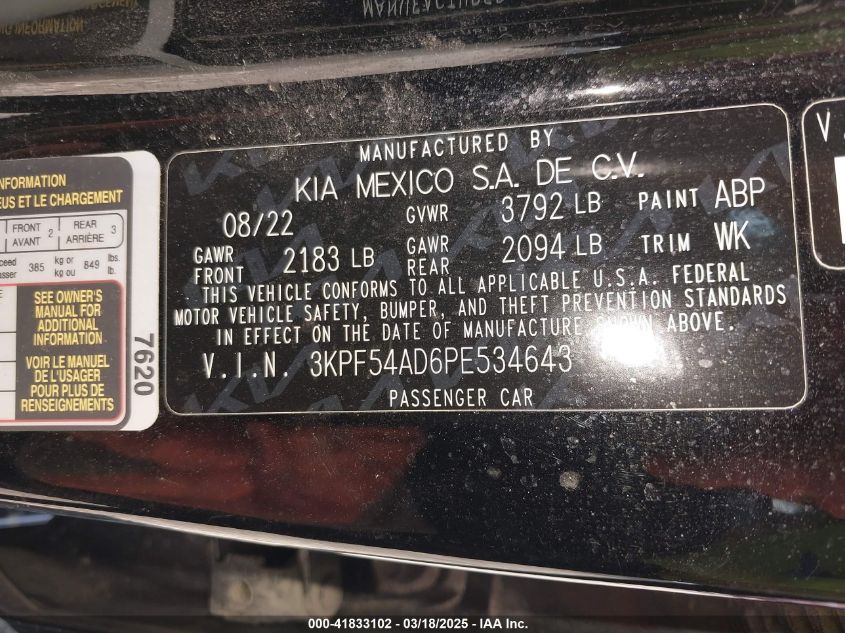 MANUFACTURED BY
KIA MEXICO S.A. DE C.V.
08/22 GVWR 3792 LB PAINT ABP
GAWR FRONT 2183 LB GAWR REAR 2094 LB TRIM WK
THIS VEHICLE CONFORMS TO ALL APPLICABLE U.S.A. FEDERAL
MOTOR VEHICLE SAFETY, BUMPER, AND THEFT PREVENTION STANDARDS
IN EFFECT ON THE DATE OF MANUFACTURE SHOWN ABOVE.
V.I.N. 3KPF54AD6PE534643
PASSENGER CAR
INFORMATION
ET LE CHARGEMENT
FRONT AVANT 2 REAR ARRIÈRE 3
385 kg or kg ou 849 lbs. lb.
SEE OWNER'S
MANUAL FOR
ADDITIONAL
INFORMATION
VOIR LE MANUEL
DE L'USAGER
POUR PLUS DE
RENSEIGNEMENTS
7620
V.
KIA
000-41833102 - 03/18/2025 - IAA Inc.